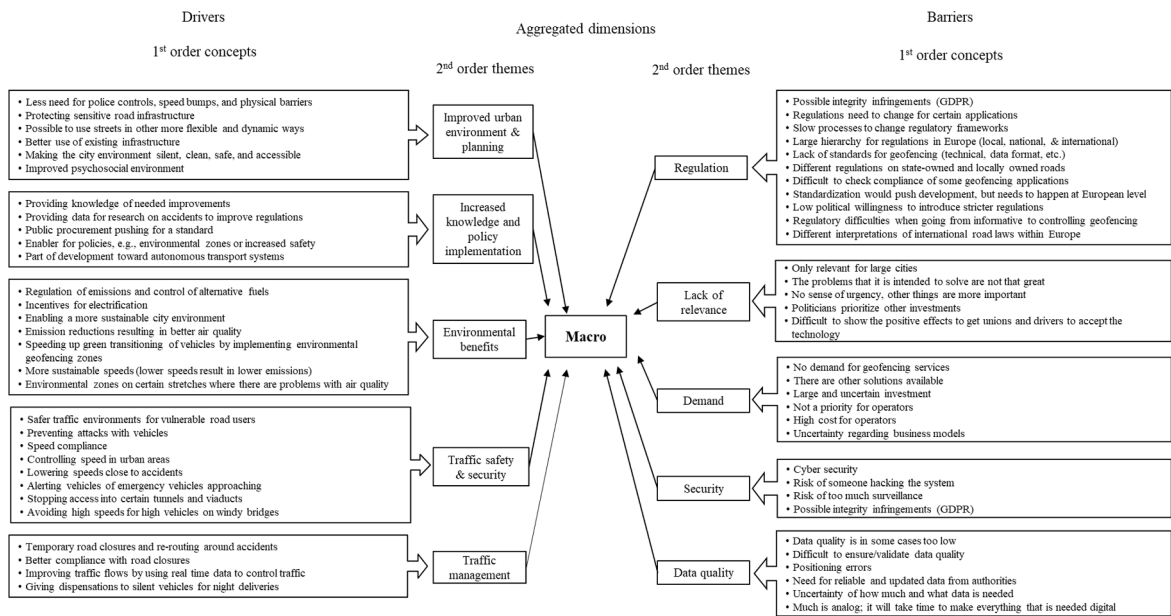 Drivers
1st order concepts
Aggregated dimensions
2nd order themes
2nd order themes
Barriers
1st order concepts
• Less need for police controls, speed bumps, and physical barriers
• Protecting sensitive road infrastructure
• Possible to use streets in other more flexible and dynamic ways
• Better use of existing infrastructure
• Making the city environment silent, clean, safe, and accessible
• Improved psychosocial environment
Improved urban
environment &
planning
• Providing knowledge of needed improvements
• Providing data for research on accidents to improve regulations
• Public procurement pushing for a standard
• Enabler for policies, e.g., environmental zones or increased safety
• Part of development toward autonomous transport systems
Increased
knowledge and
policy
implementation
• Regulation of emissions and control of alternative fuels
• Incentives for electrification
• Enabling a more sustainable city environment
• Emission reductions resulting in better air quality
• Speeding up green transitioning of vehicles by implementing environmental
geofencing zones
• More sustainable speeds (lower speeds result in lower emissions)
• Environmental zones on certain stretches where there are problems with air quality
Environmental
benefits
• Safer traffic environments for vulnerable road users
• Preventing attacks with vehicles
• Speed compliance
• Controlling speed in urban areas
• Lowering speeds close to accidents
• Alerting vehicles of emergency vehicles approaching
• Stopping access into certain tunnels and viaducts
• Avoiding high speeds for high vehicles on windy bridges
Traffic safety
& security
• Temporary road closures and re-routing around accidents
• Better compliance with road closures
• Improving traffic flows by using real time data to control traffic
• Giving dispensations to silent vehicles for night deliveries
Traffic
management
Macro
Regulation
• Possible integrity infringements (GDPR)
• Regulations need to change for certain applications
• Slow processes to change regulatory frameworks
• Large hierarchy for regulations in Europe (local, national, & international)
• Lack of standards for geofencing (technical, data format, etc.)
• Different regulations on state-owned and locally owned roads
• Difficult to check compliance of some geofencing applications
• Standardization would push development, but needs to happen at European level
• Low political willingness to introduce stricter regulations
• Regulatory difficulties when going from informative to controlling geofencing
• Different interpretations of international road laws within Europe
Lack of
relevance
• Only relevant for large cities
• The problems that it is intended to solve are not that great
• No sense of urgency, other things are more important
• Politicians prioritize other investments
• Difficult to show the positive effects to get unions and drivers to accept the
technology
Demand
• No demand for geofencing services
• There are other solutions available
• Large and uncertain investment
• Not a priority for operators
• High cost for operators
• Uncertainty regarding business models
Security
• Cyber security
• Risk of someone hacking the system
• Risk of too much surveillance
• Possible integrity infringements (GDPR)
Data quality
• Data quality is in some cases too low
• Difficult to ensure/validate data quality
• Positioning errors
• Need for reliable and updated data from authorities
• Uncertainty of how much and what data is needed
• Much is analog; it will take time to make everything that is needed digital